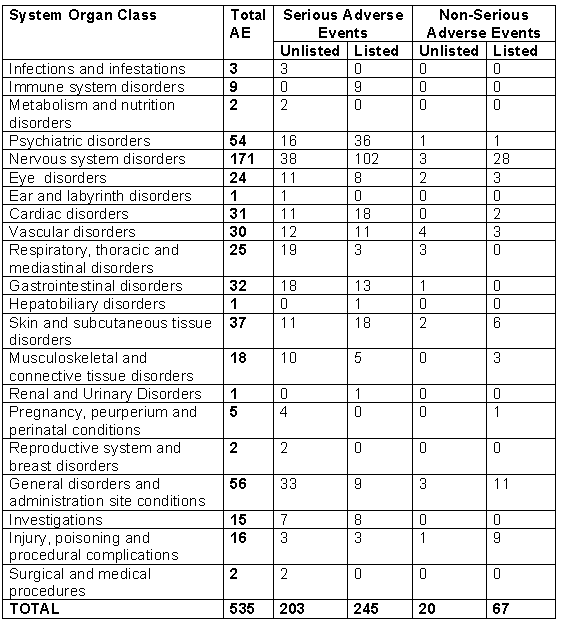 System Organ Class Total AE Serious Adverse Events Non-Serious Adverse Events
Unlisted Listed Unlisted Listed
Infections and infestations 3 3 0 0 0
Immune system disorders 9 0 9 0 0
Metabolism and nutrition disorders 2 2 0 0 0
Psychiatric disorders 54 16 36 1 1
Nervous system disorders 171 38 102 3 28
Eye disorders 24 11 8 2 3
Ear and labyrinth disorders 1 1 0 0 0
Cardiac disorders 31 11 18 0 2
Vascular disorders 30 12 11 4 3
Respiratory, thoracic and mediastinal disorders 25 19 3 3 0
Gastrointestinal disorders 32 18 13 1 0
Hepatobiliary disorders 1 0 1 0 0
Skin and subcutaneous tissue disorders 37 11 18 2 6
Musculoskeletal and connective tissue disorders 18 10 5 0 3
Renal and Urinary Disorders 1 0 1 0 0
Pregnancy, peurperium and perinatal conditions 5 4 0 0 1
Reproductive system and breast disorders 2 2 0 0 0
General disorders and administration site conditions 56 33 9 3 11
Investigations 15 7 8 0 0
Injury, poisoning and procedural complications 16 3 3 1 9
Surgical and medical procedures 2 2 0 0 0
TOTAL 535 203 245 20 67